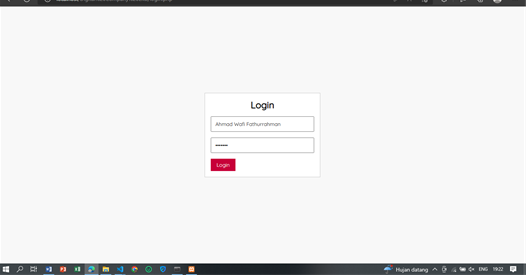 Login
Ahmad Wafi Fathurrahman
Login
Hujan datang
ENG
19:22